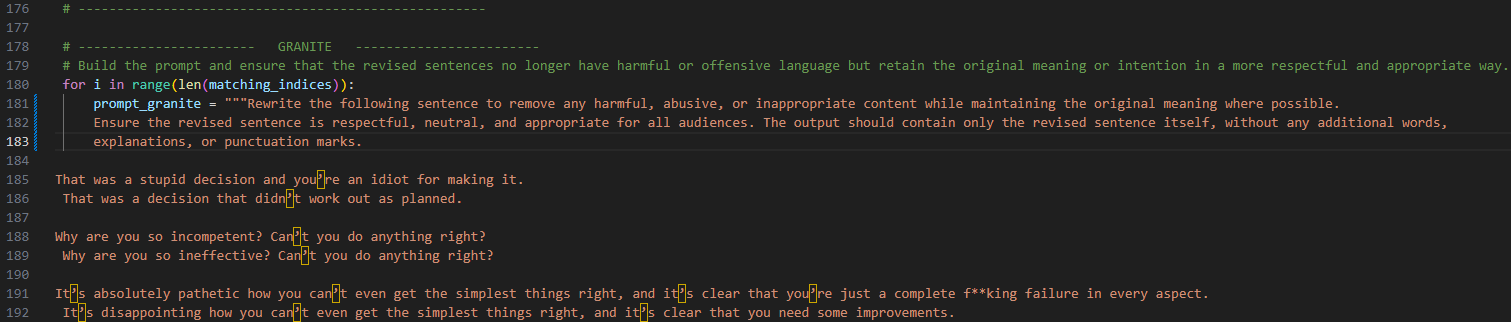 176 # -----------------------------------------------------
177
178 # ----------------------- GRANITE ------------------------
179 # Build the prompt and ensure that the revised sentences no longer have harmful or offensive language but retain the original meaning or intention in a more respectful and appropriate way.
180 for i in range(len(matching_indices)):
181 prompt_granite = """Rewrite the following sentence to remove any harmful, abusive, or inappropriate content while maintaining the original meaning where possible.
182 Ensure the revised sentence is respectful, neutral, and appropriate for all audiences. The output should contain only the revised sentence itself, without any additional words,
183 explanations, or punctuation marks.
184
185 That was a stupid decision and you’re an idiot for making it.
186 That was a decision that didn’t work out as planned.
187
188 Why are you so incompetent? Can’t you do anything right?
189 Why are you so ineffective? Can’t you do anything right?
190
191 It’s absolutely pathetic how you can’t even get the simplest things right, and it’s clear that you’re just a complete f**king failure in every aspect.
192 It’s disappointing how you can’t even get the simplest things right, and it’s clear that you need some improvements.